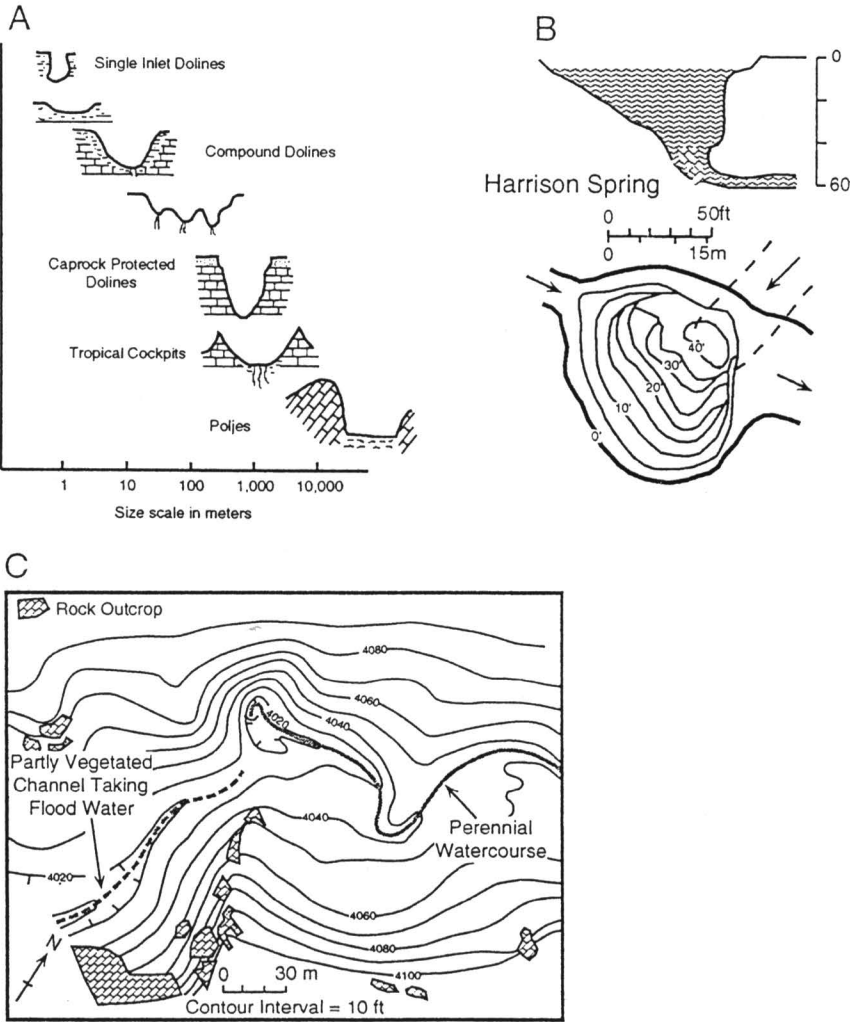 A
Single Inlet Dolines
Compound Dolines
Caprock Protected
Dolines
Tropical Cockpits
Poljes
1 10 100 1,000 10,000
Size scale in meters
B
0
60
Harrison Spring
0 50ft
0 15m
40'
30'
20'
10'
0'
C
Rock Outcrop
4080
4060
4020
4040
Partly Vegetated
Channel Taking
Flood Water
4040
Perennial
Watercourse
4020
4060
4080
4100
N
0 30 m
Contour Interval = 10 ft